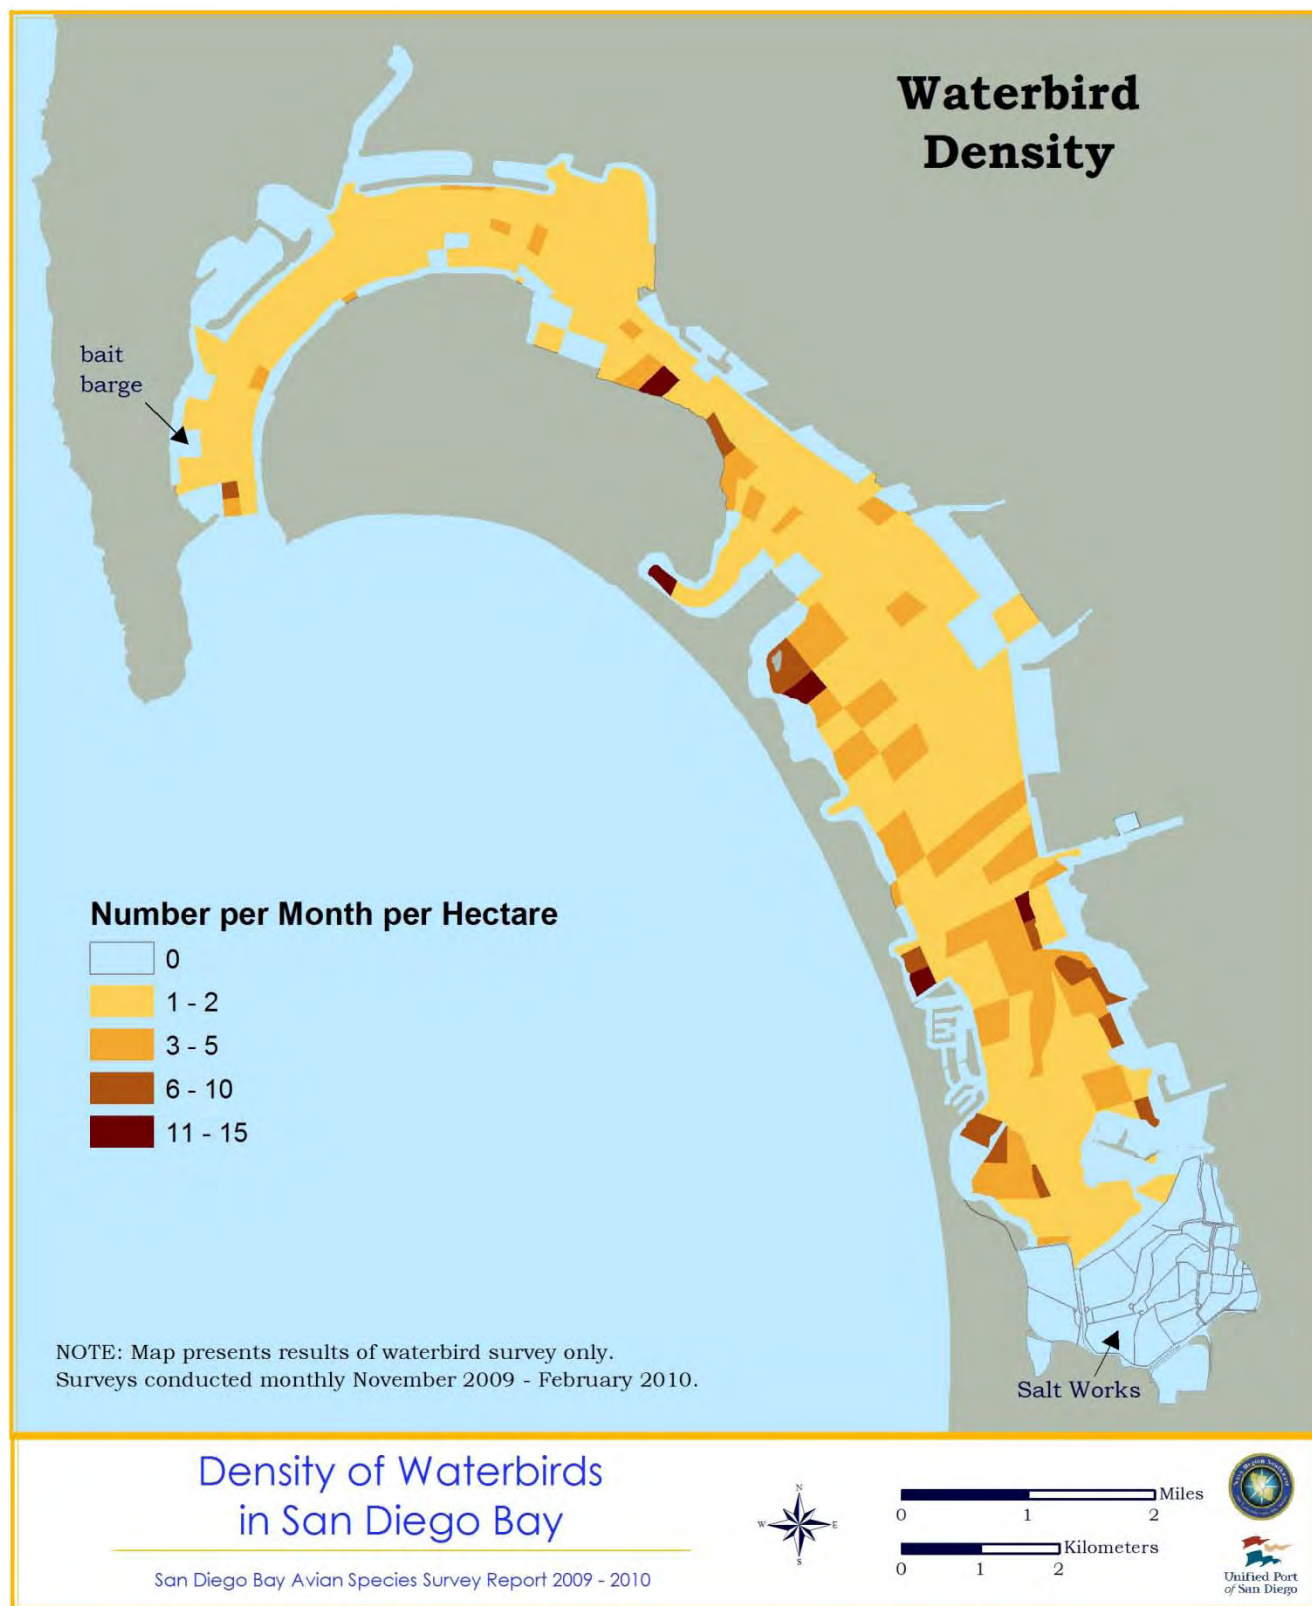 Waterbird
Density
bait
barge
Number per Month per Hectare
0
1 - 2
3 - 5
6 - 10
11 - 15
NOTE: Map presents results of waterbird survey only.
Surveys conducted monthly November 2009 - February 2010.
Salt Works
Density of Waterbirds
in San Diego Bay
San Diego Bay Avian Species Survey Report 2009 - 2010
N
W
E
S
Miles
0 1 2
Kilometers
0 1 2
Navy Region Southwest
Unified Port
of San Diego